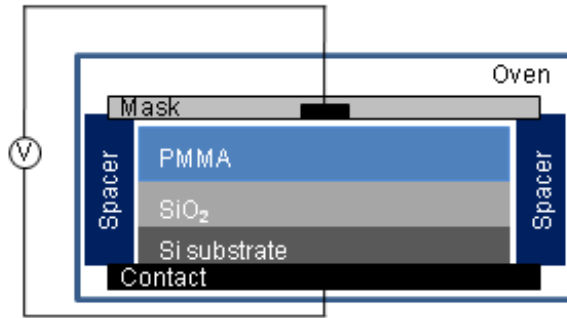 Oven
Mask
V
Spacer
PMMA
SiO₂
Si substrate
Spacer
Contact